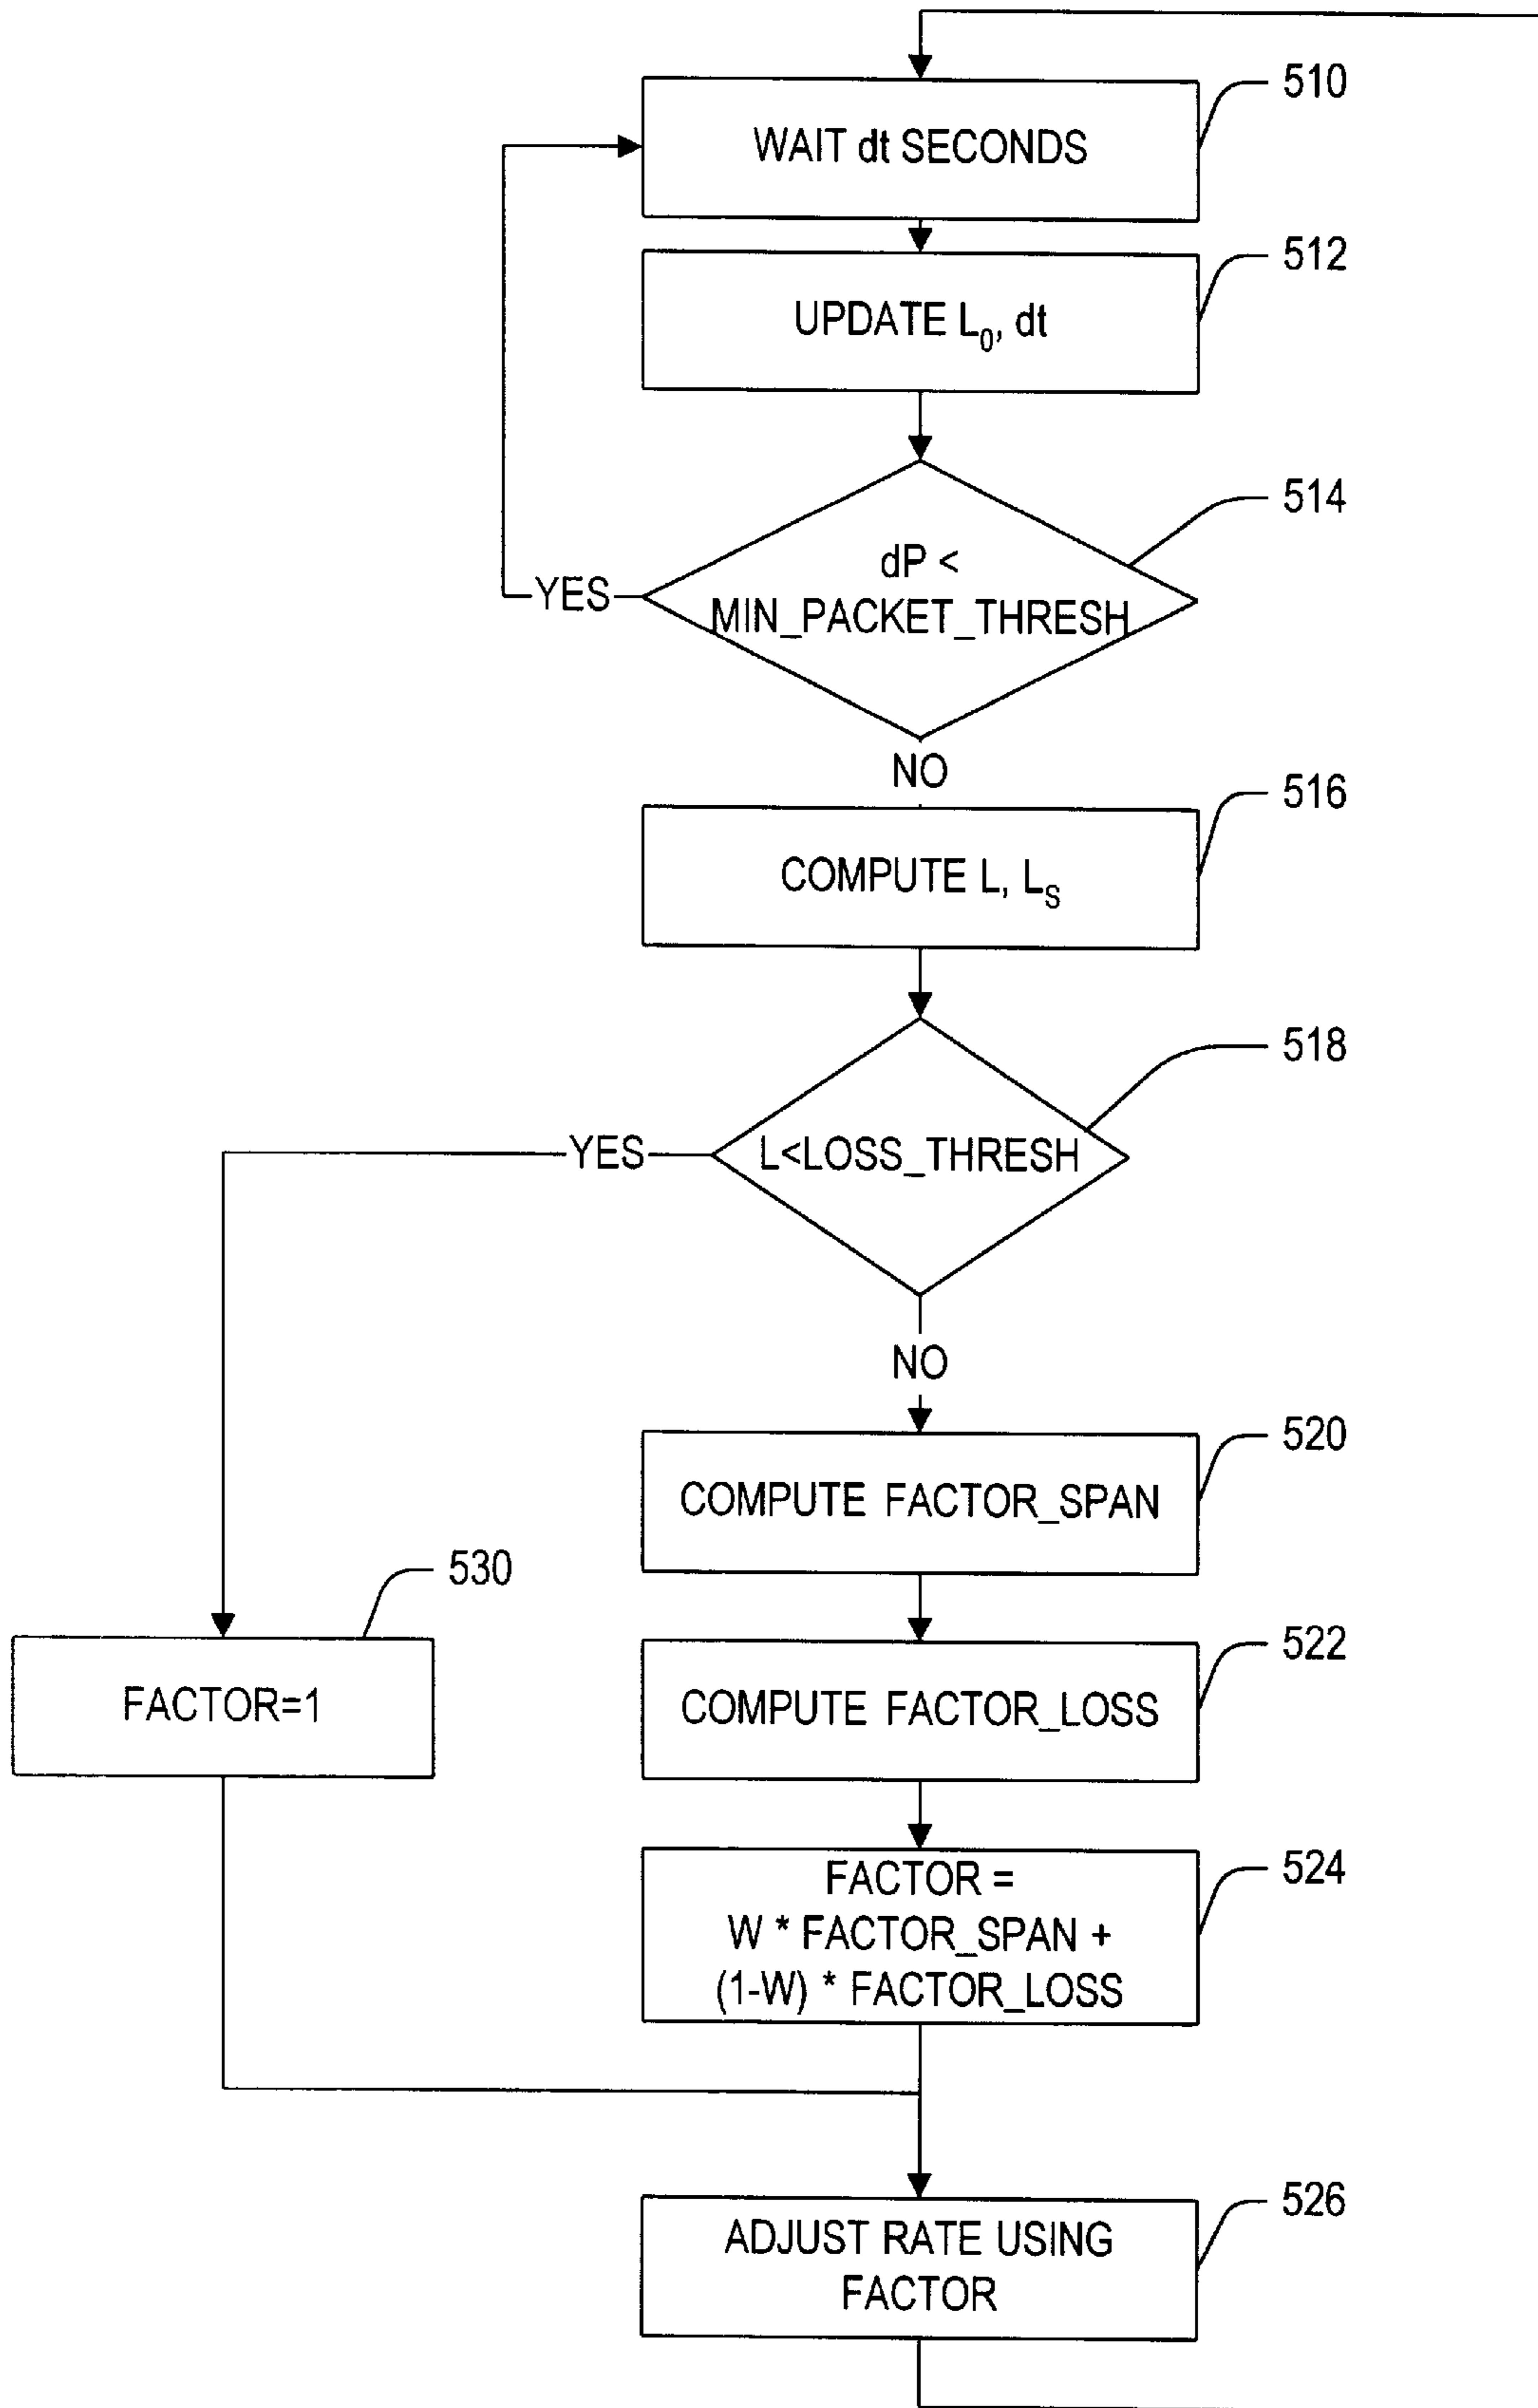 510
WAIT dt SECONDS
512
UPDATE L₀, dt
514
dP <
MIN_PACKET_THRESH
YES
NO
516
COMPUTE L, Lₛ
518
L<LOSS_THRESH
YES
NO
520
COMPUTE FACTOR_SPAN
530
FACTOR=1
522
COMPUTE FACTOR_LOSS
524
FACTOR =
W * FACTOR_SPAN +
(1-W) * FACTOR_LOSS
526
ADJUST RATE USING
FACTOR